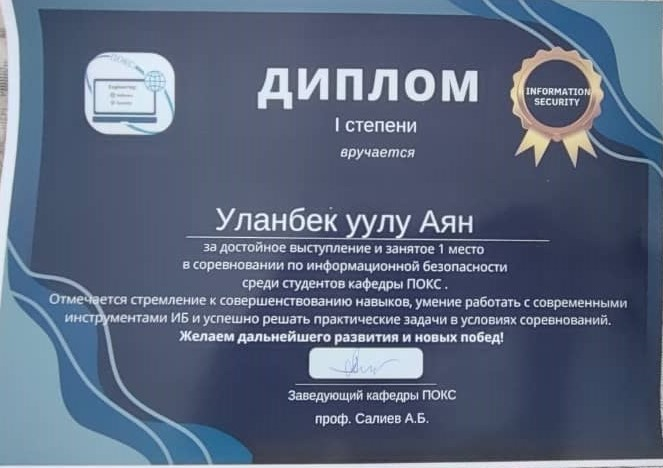 ПОКС
ДИПЛОМ
INFORMATION
SECURITY
I степени
вручается
Уланбек уулу Аян
за достойное выступление и занятое 1 место
в соревновании по информационной безопасности
среди студентов кафедры ПОКС .
Отмечается стремление к совершенствованию навыков, умение работать с современными
инструментами ИБ и успешно решать практические задачи в условиях соревнований.
Желаем дальнейшего развития и новых побед!
Заведующий кафедры ПОКС
проф. Салиев А.Б.